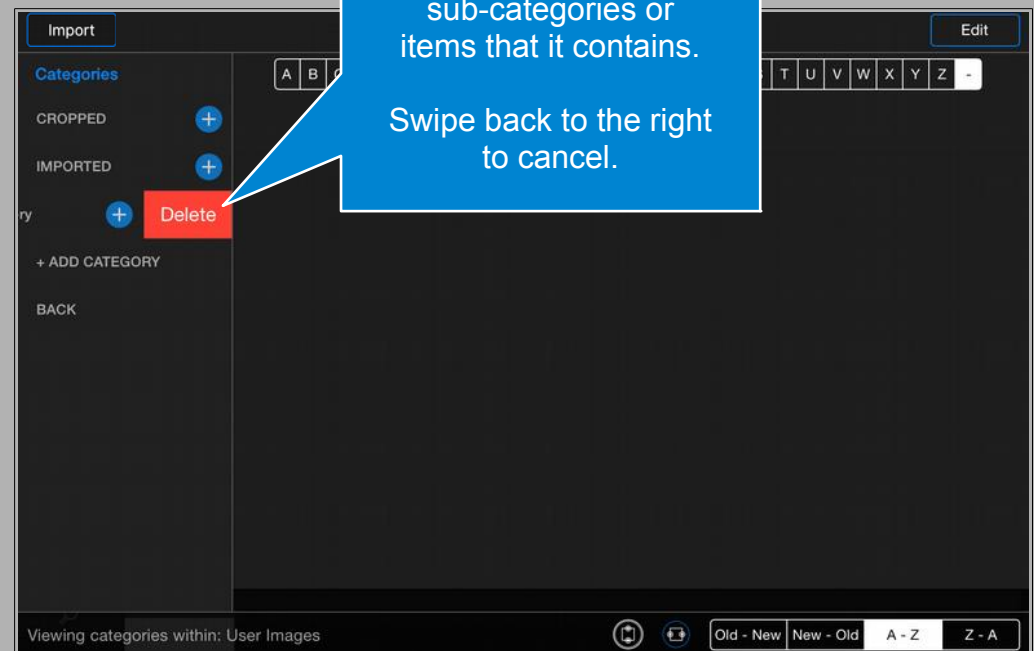 sub-categories or
items that it contains.
Swipe back to the right
to cancel.
Import
Edit
Categories
A B C T U V W X Y Z -
CROPPED
IMPORTED
ry Delete
+ ADD CATEGORY
BACK
Viewing categories within: User Images
Old - New New - Old A - Z Z - A